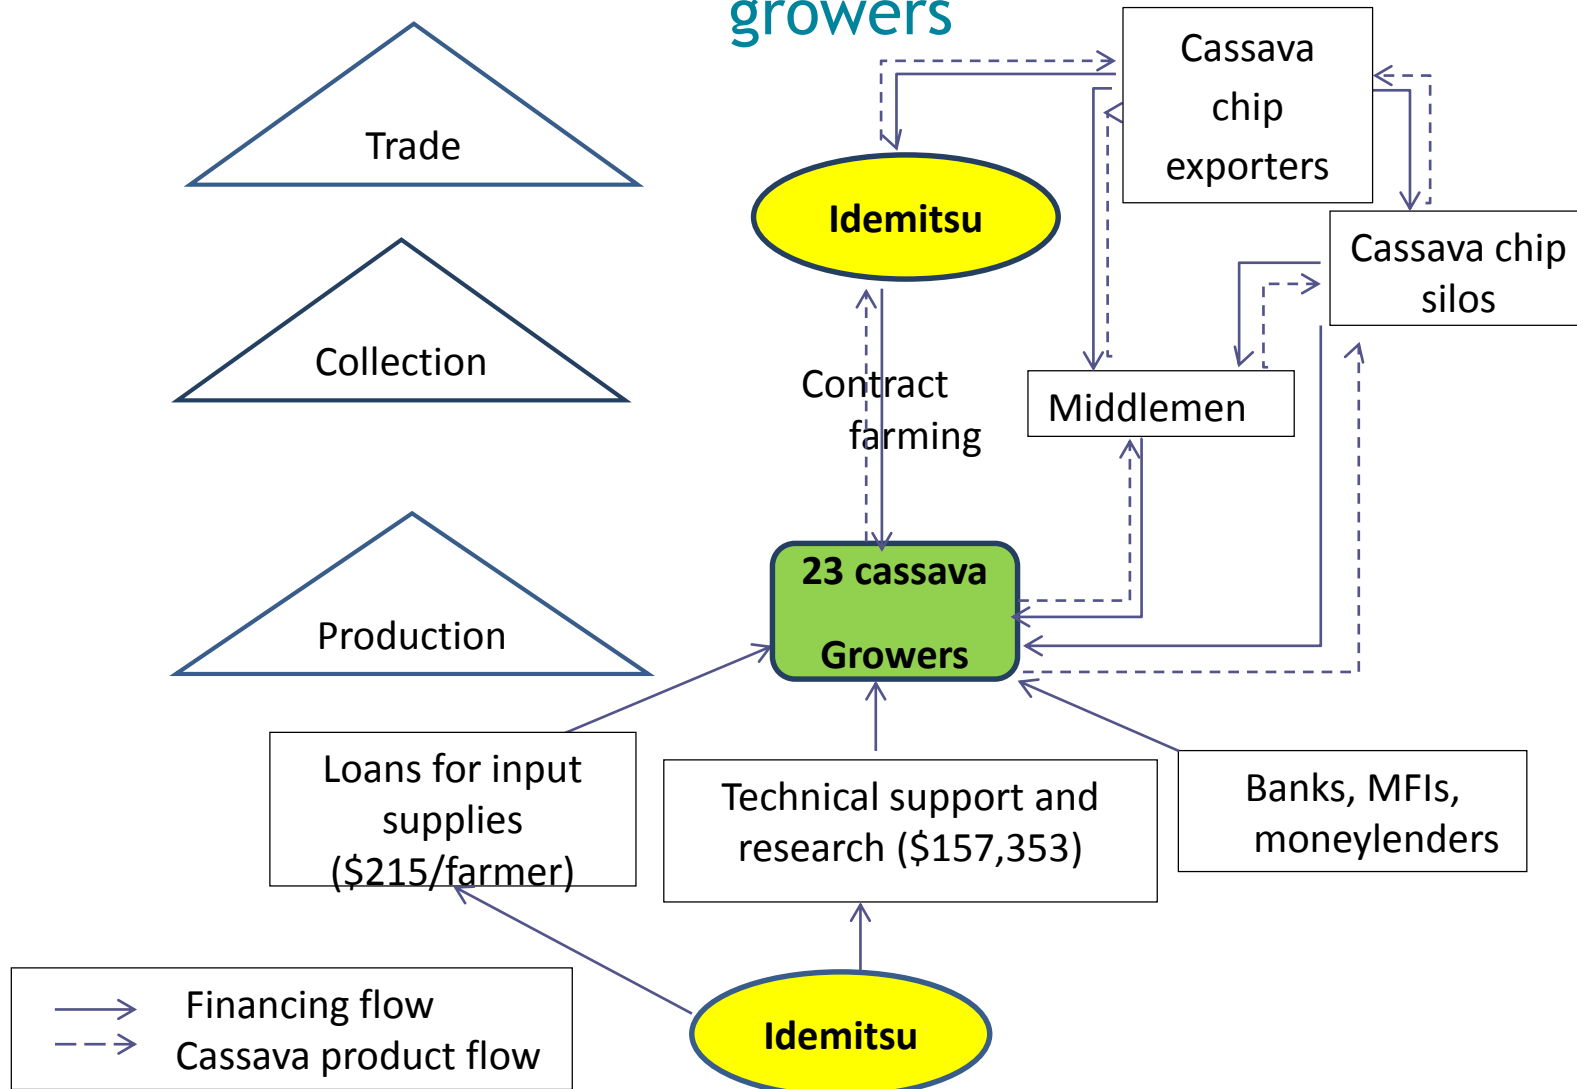 growers
Cassava
chip
exporters
Trade
Idemitsu
Cassava chip
silos
Collection
Contract
farming
Middlemen
23 cassava
Growers
Production
Loans for input
supplies
($215/farmer)
Technical support and
research ($157,353)
Banks, MFIs,
moneylenders
Financing flow
Cassava product flow
Idemitsu